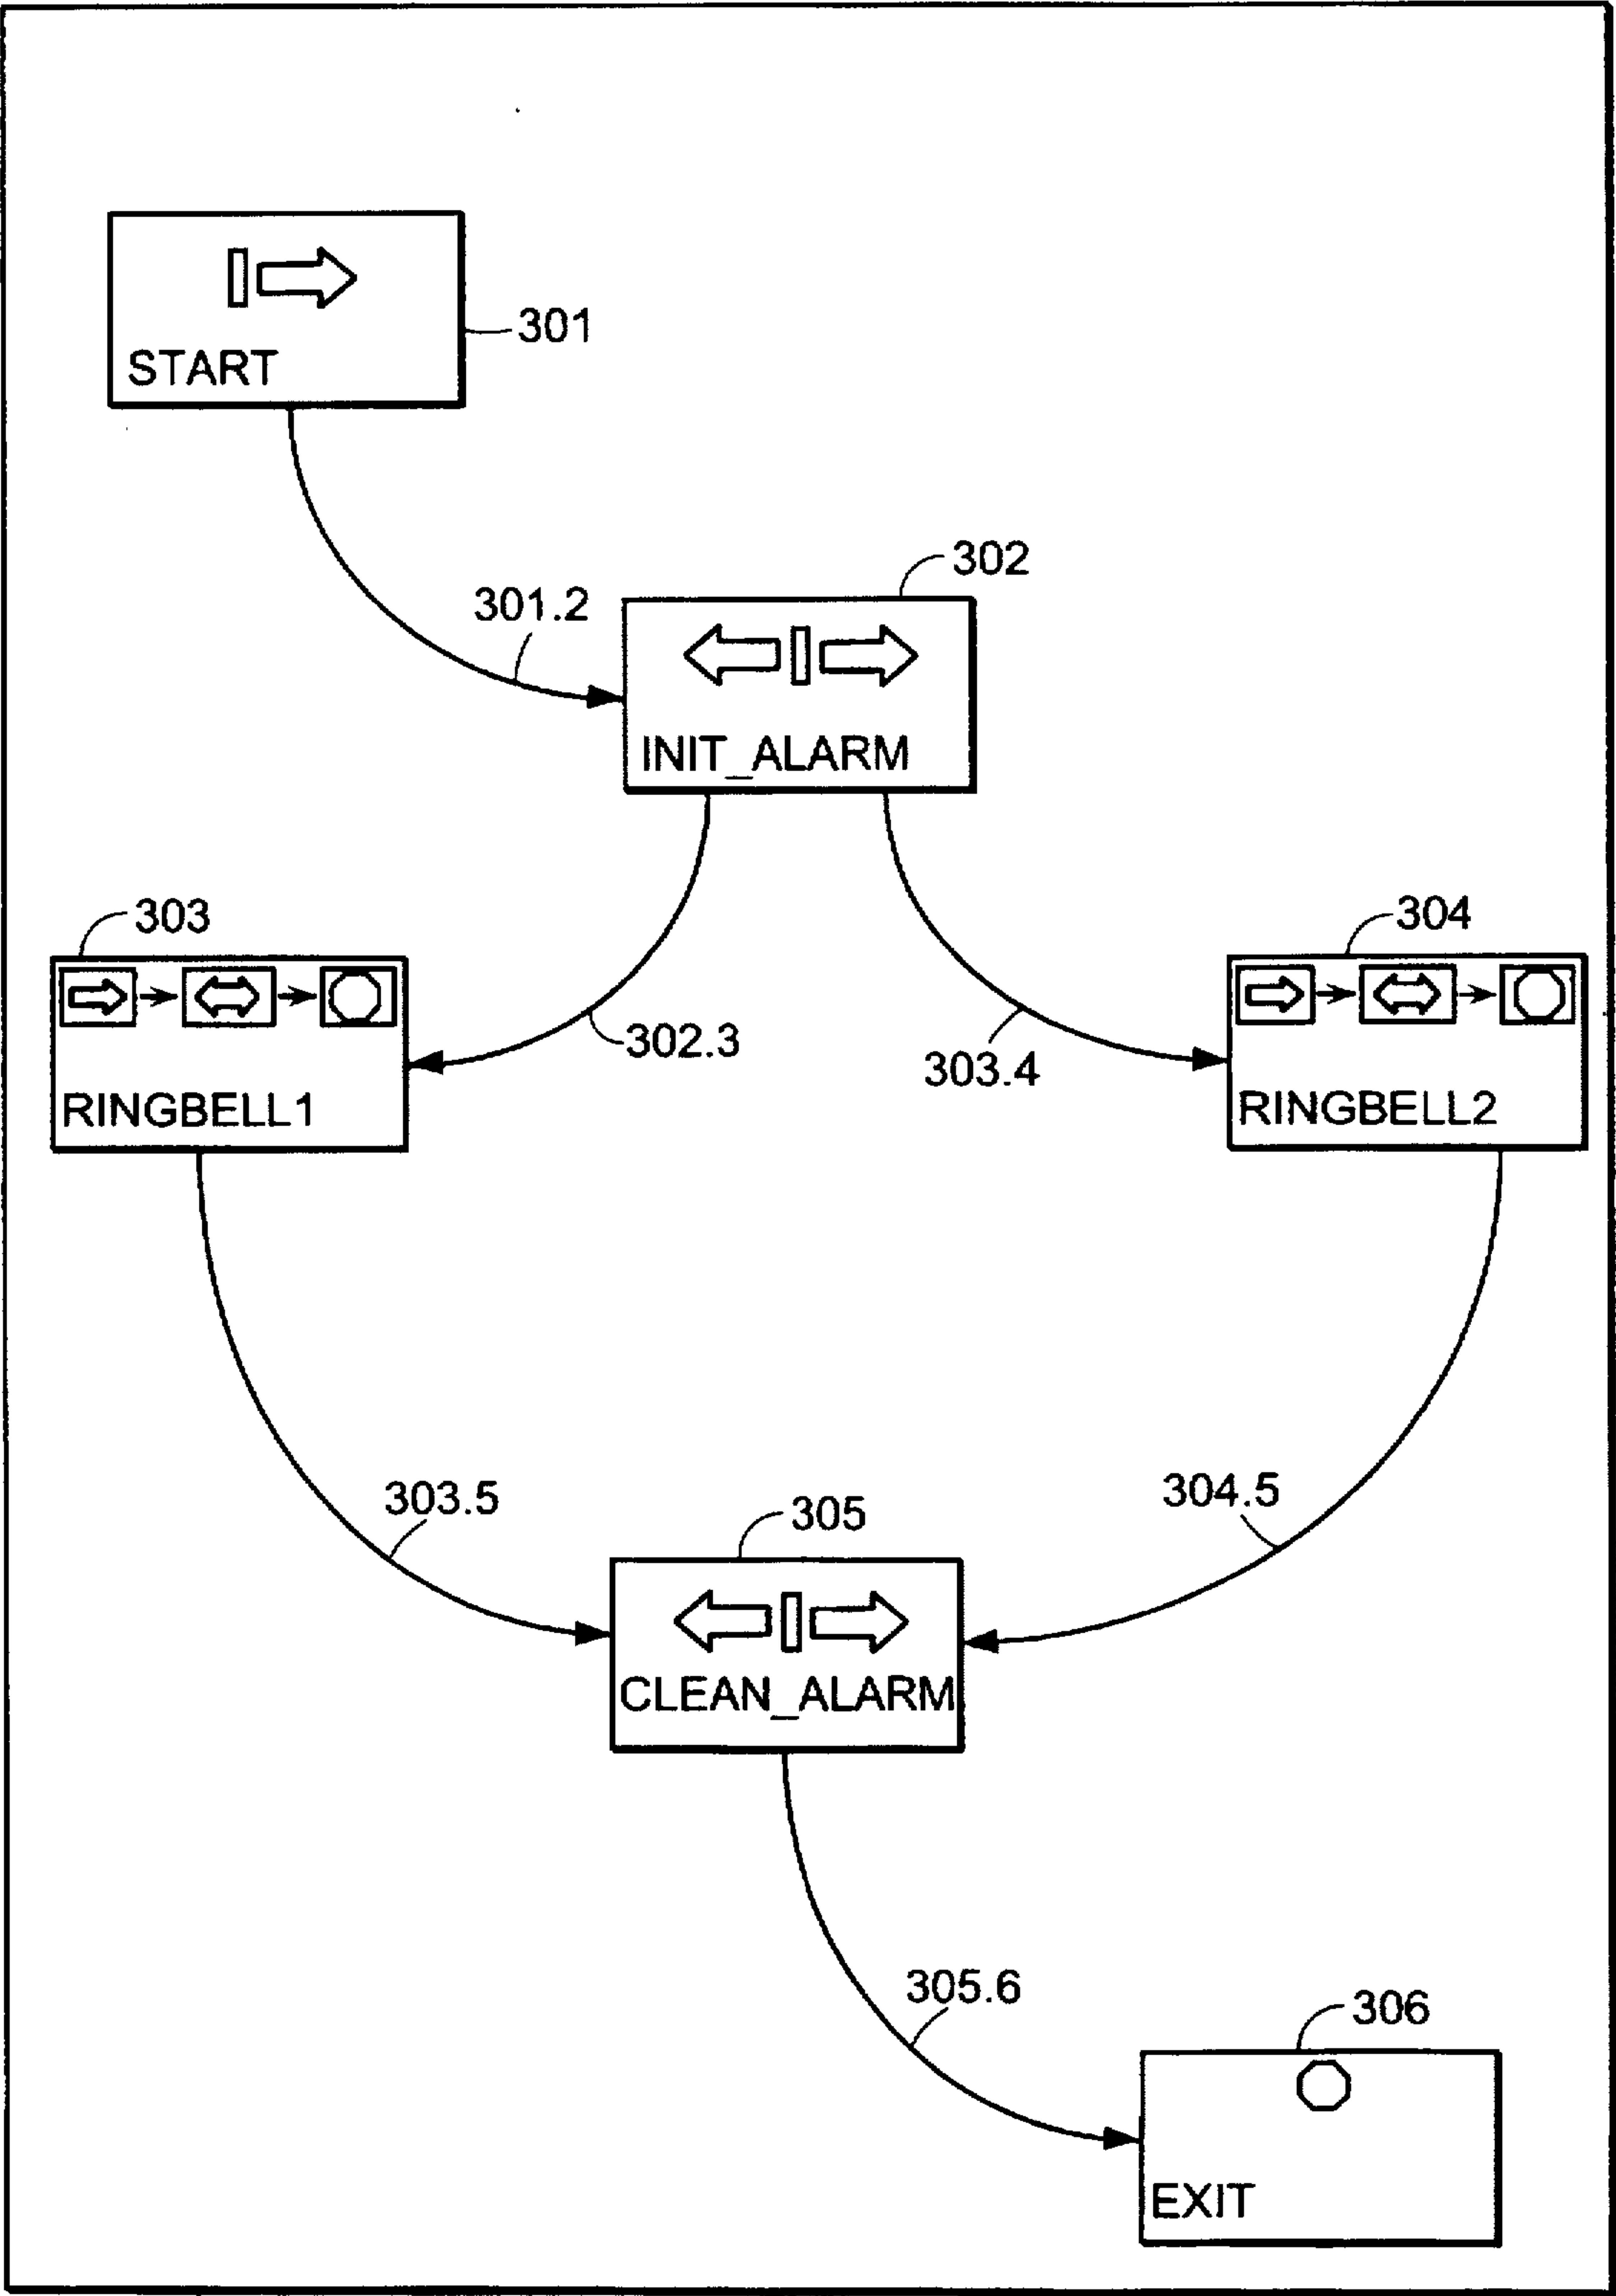 301
START
302
301.2
INIT_ALARM
303
304
302.3
303.4
RINGBELL1
RINGBELL2
303.5
304.5
305
CLEAN_ALARM
305.6
306
EXIT